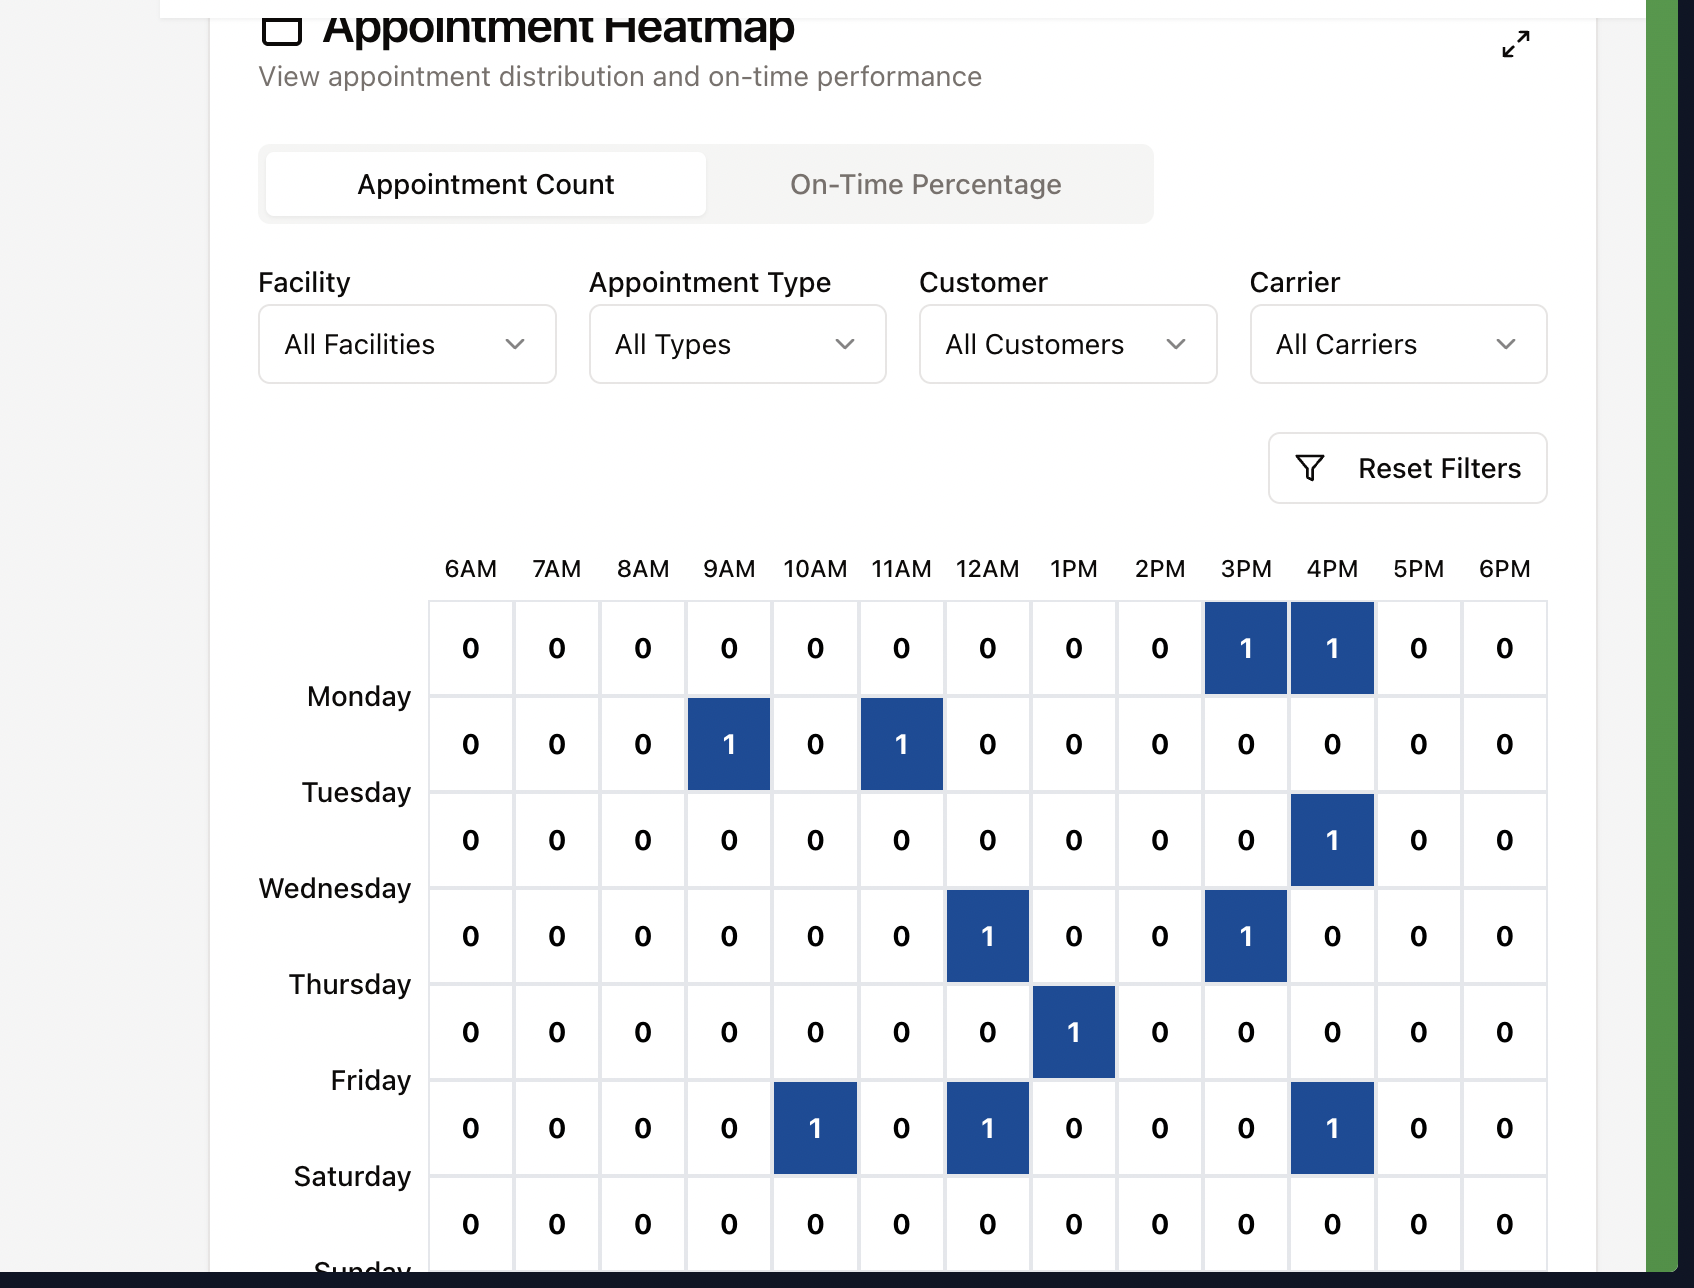 Appointment Heatmap
View appointment distribution and on-time performance
Appointment Count On-Time Percentage
Facility Appointment Type Customer Carrier
All Facilities All Types All Customers All Carriers
Reset Filters
6AM 7AM 8AM 9AM 10AM 11AM 12AM 1PM 2PM 3PM 4PM 5PM 6PM
0 0 0 0 0 0 0 0 0 1 1 0 0
Monday
0 0 0 1 0 1 0 0 0 0 0 0 0
Tuesday
0 0 0 0 0 0 0 0 0 0 1 0 0
Wednesday
0 0 0 0 0 0 1 0 0 1 0 0 0
Thursday
0 0 0 0 0 0 0 1 0 0 0 0 0
Friday
0 0 0 0 1 0 1 0 0 0 1 0 0
Saturday
0 0 0 0 0 0 0 0 0 0 0 0 0
Sunday